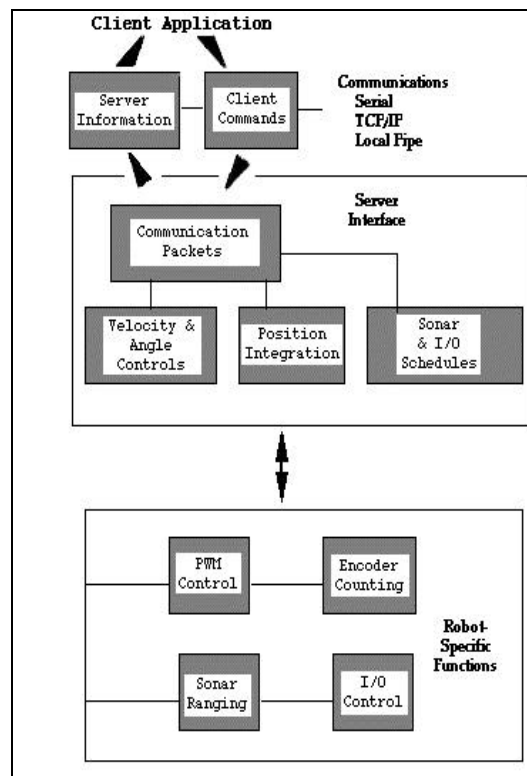 Client Application
Server
Information
Client
Commands
Communications
Serial
TCP/IP
Local Pipe
Server
Interface
Communication
Packets
Velocity &
Angle
Controls
Position
Integration
Sonar
& I/O
Schedules
PWM
Control
Encoder
Counting
Robot-
Specific
Functions
Sonar
Ranging
I/O
Control